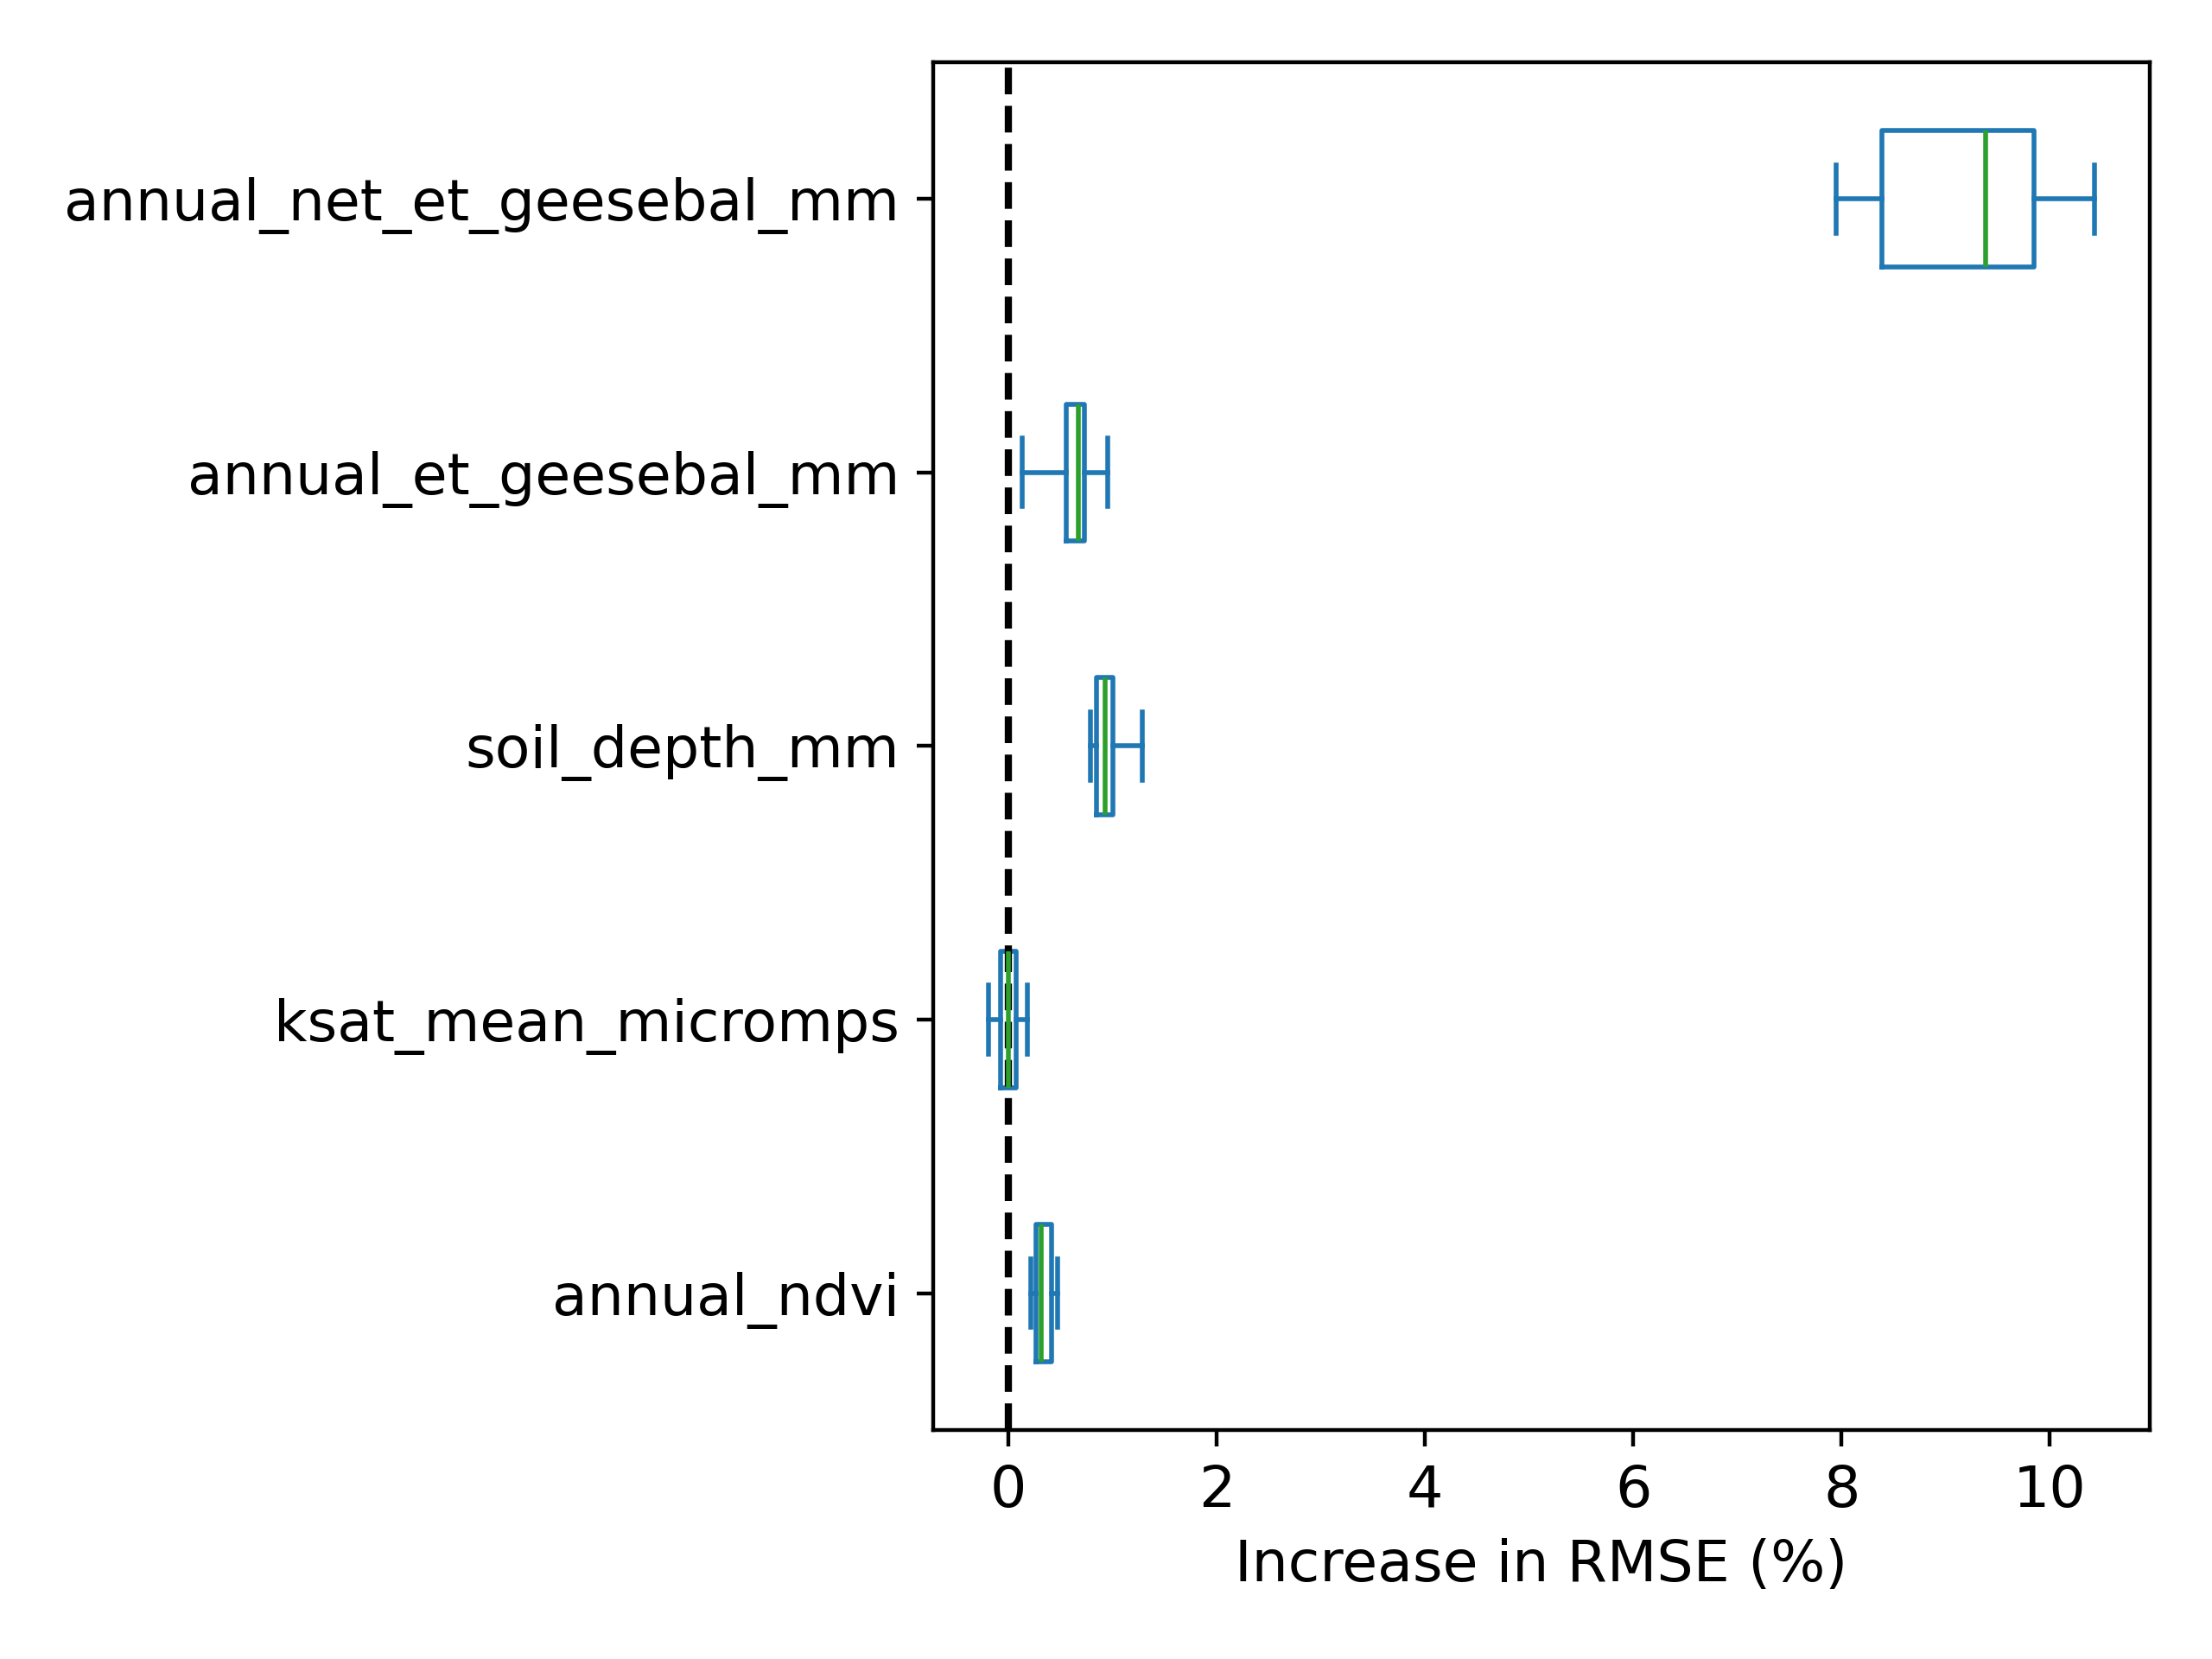 annual_net_et_geesebal_mm
annual_et_geesebal_mm
soil_depth_mm
ksat_mean_micromps
annual_ndvi
0 2 4 6 8 10
Increase in RMSE (%)